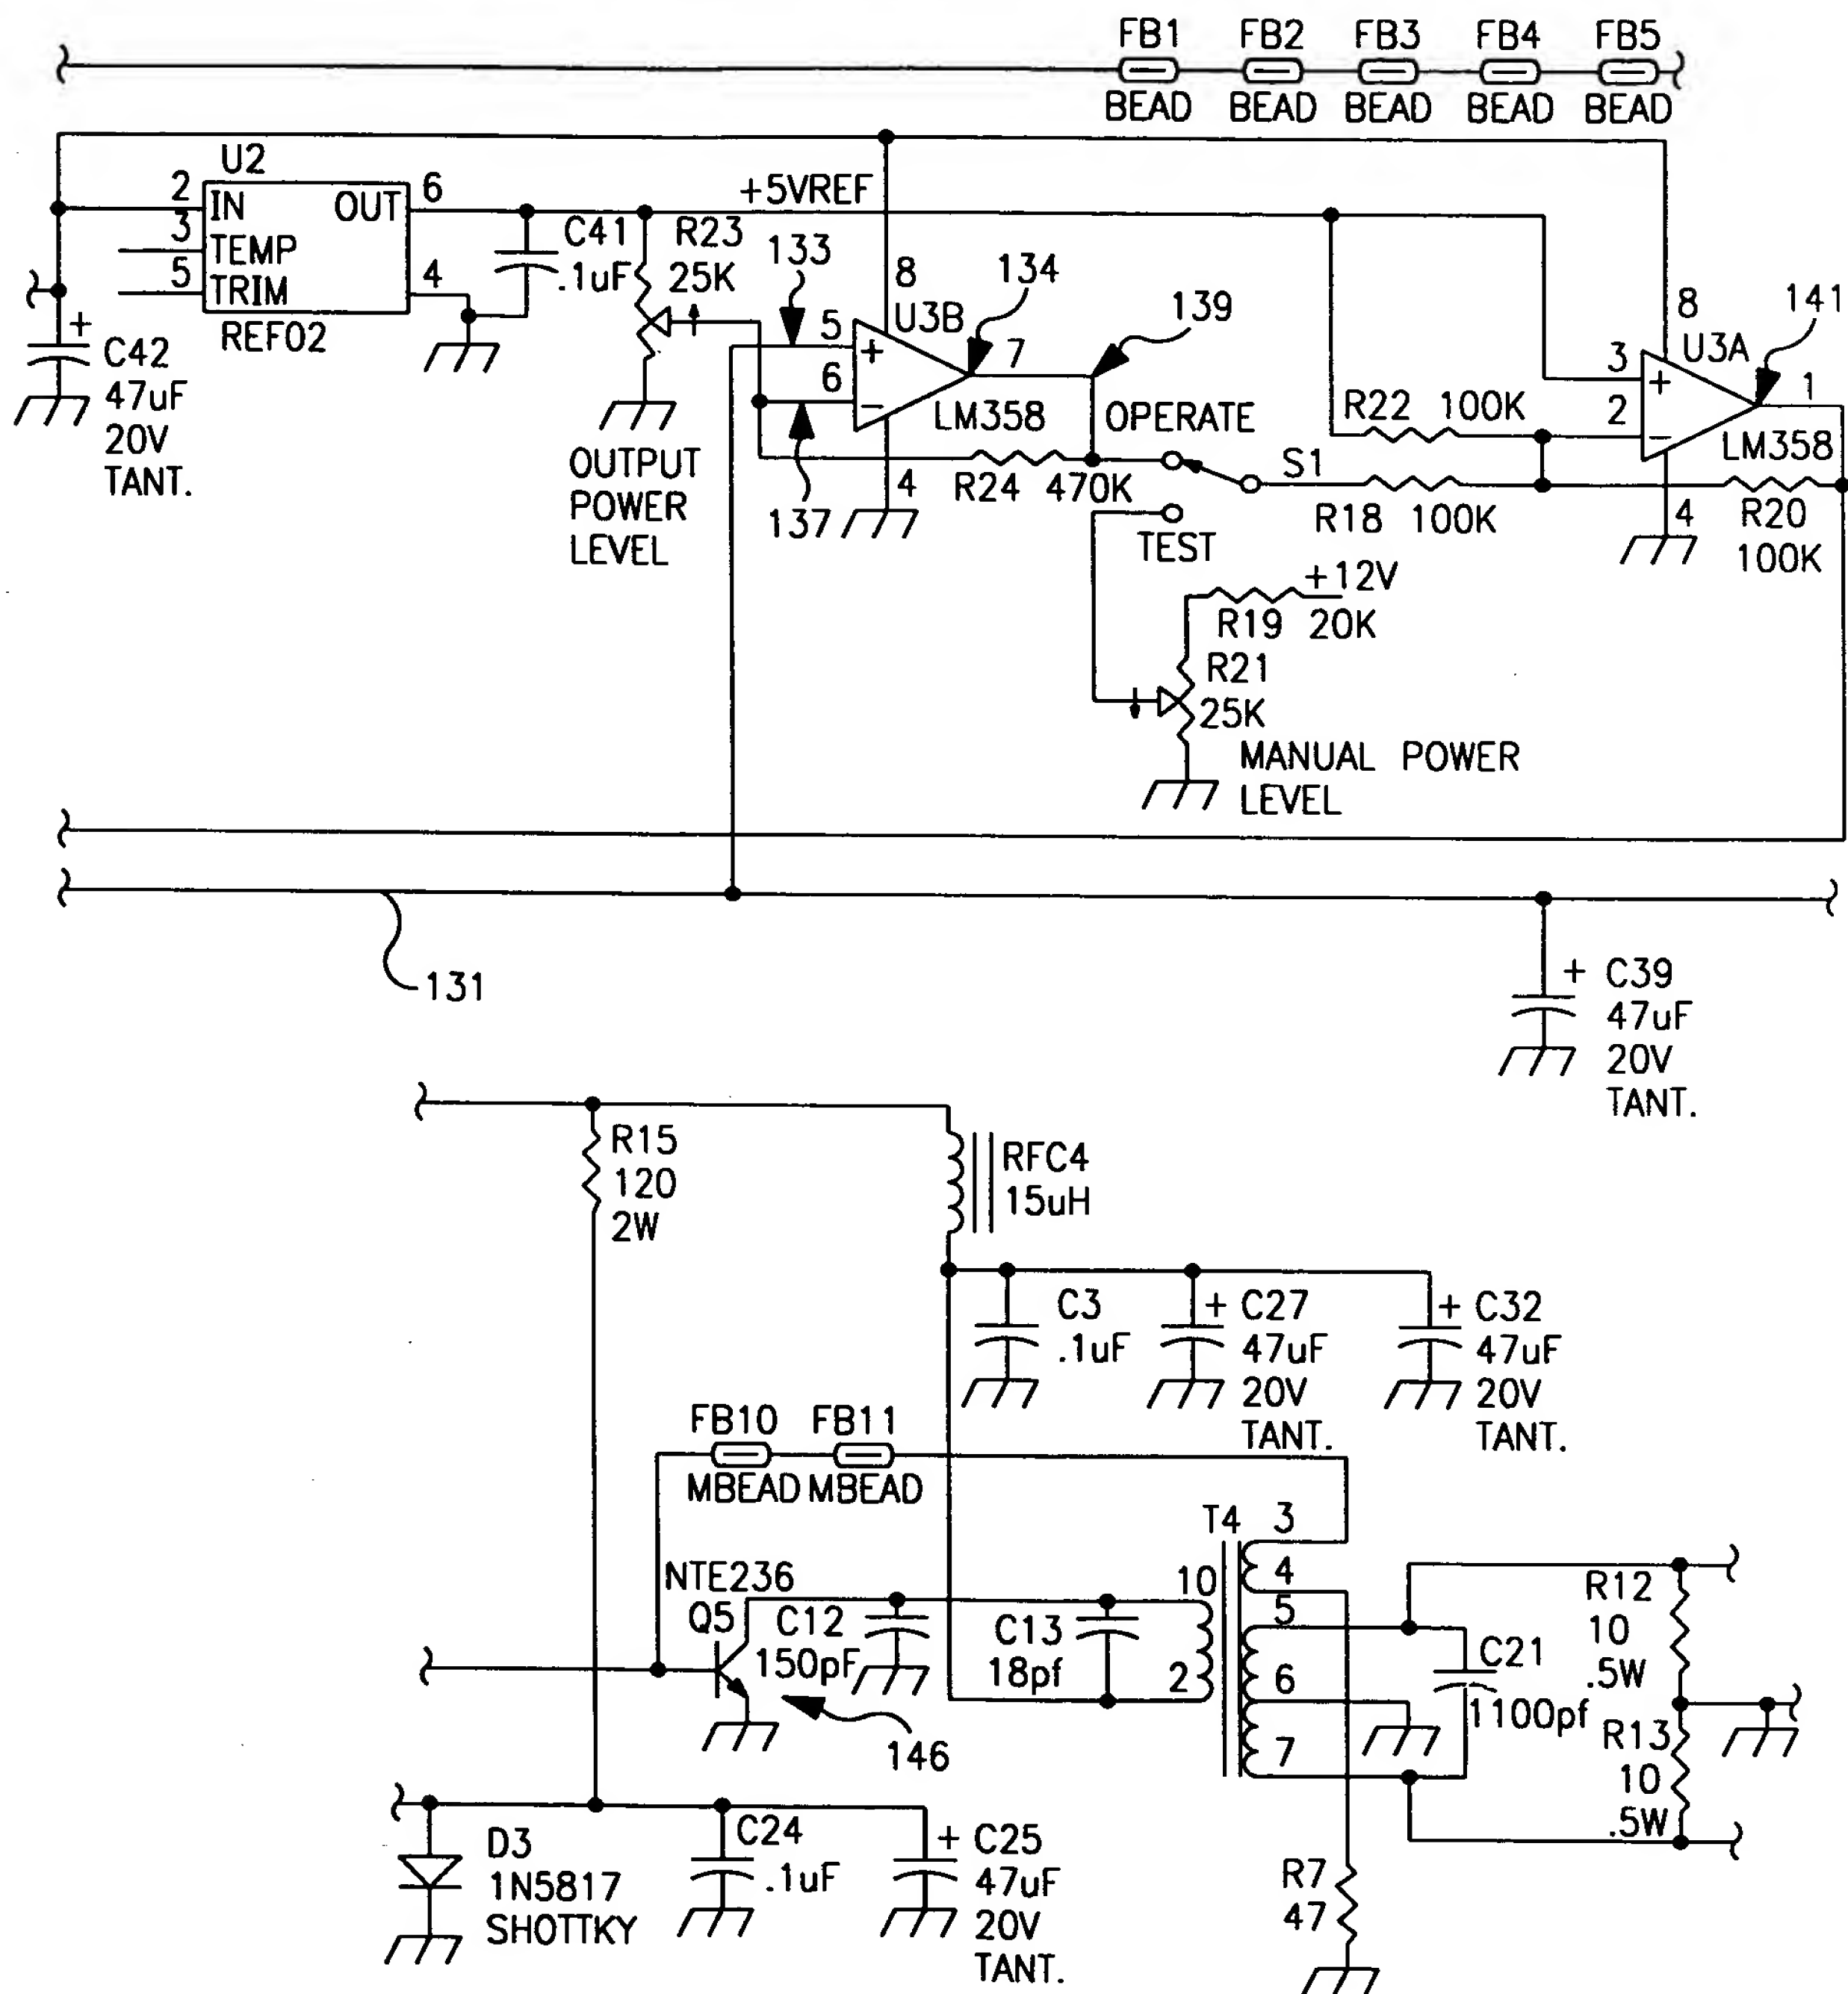 FB1 FB2 FB3 FB4 FB5
BEAD BEAD BEAD BEAD BEAD
U2
2 IN OUT 6
3 TEMP
5 TRIM 4
REF02
+5VREF
C41
.1uF
R23
25K
133
134
139
141
8
U3B
5 +
6 −
7
LM358
4
137
+
C42
47uF
20V
TANT.
OUTPUT
POWER
LEVEL
R24 470K
OPERATE
S1
TEST
R22 100K
R18 100K
8
U3A
3 +
2 −
1
LM358
4
R20
100K
+12V
R19 20K
R21
25K
MANUAL POWER
LEVEL
131
+ C39
47uF
20V
TANT.
R15
120
2W
RFC4
15uH
C3
.1uF
+ C27
47uF
20V
TANT.
+ C32
47uF
20V
TANT.
FB10 FB11
MBEAD MBEAD
NTE236
Q5
C12
150pF
C13
18pf
146
T4
10
2
3
4
5
6
7
C21
1100pf
R12
10
.5W
R13
10
.5W
D3
1N5817
SHOTTKY
C24
.1uF
+ C25
47uF
20V
TANT.
R7
47